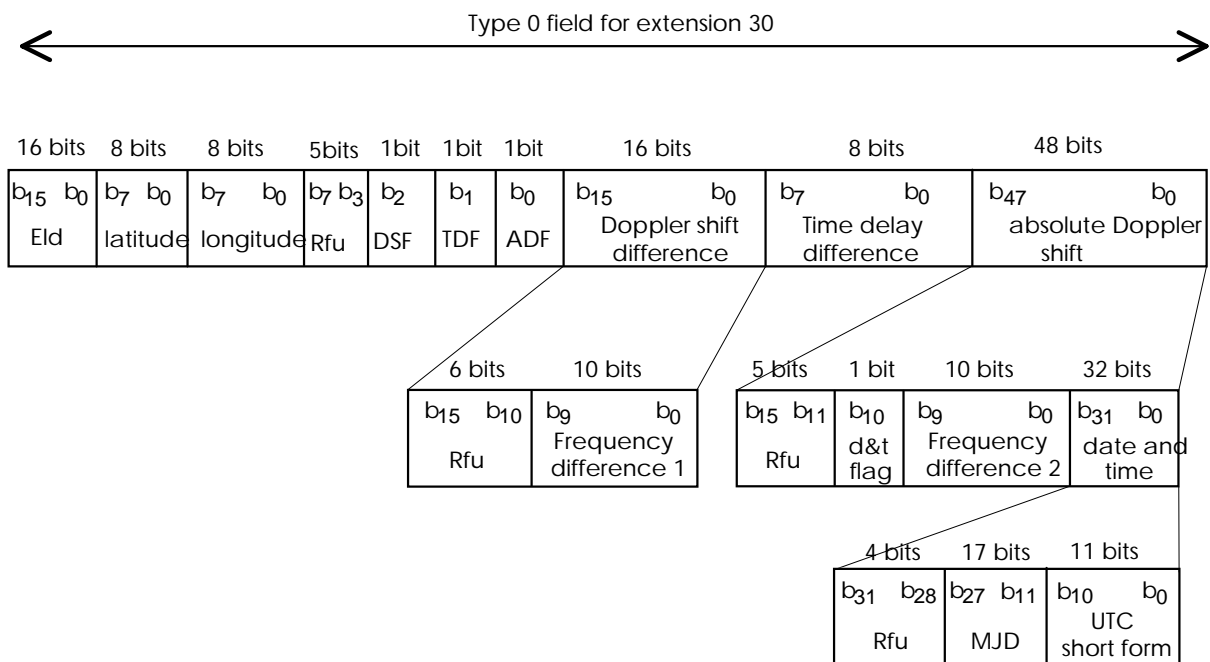 Type 0 field for extension 30
16 bits 8 bits 8 bits 5bits 1bit 1bit 1bit 16 bits 8 bits 48 bits
b15 b0 b7 b0 b7 b0 b7 b3 b2 b1 b0 b15 b0 b7 b0 b47 b0
EId latitude longitude Rfu DSF TDF ADF Doppler shift Time delay absolute Doppler
difference difference shift
6 bits 10 bits 5 bits 1 bit 10 bits 32 bits
b15 b10 b9 b0 b15 b11 b10 b9 b0 b31 b0
Rfu Frequency Rfu d&t Frequency date and
difference 1 flag difference 2 time
4 bits 17 bits 11 bits
b31 b28 b27 b11 b10 b0
Rfu MJD UTC
short form